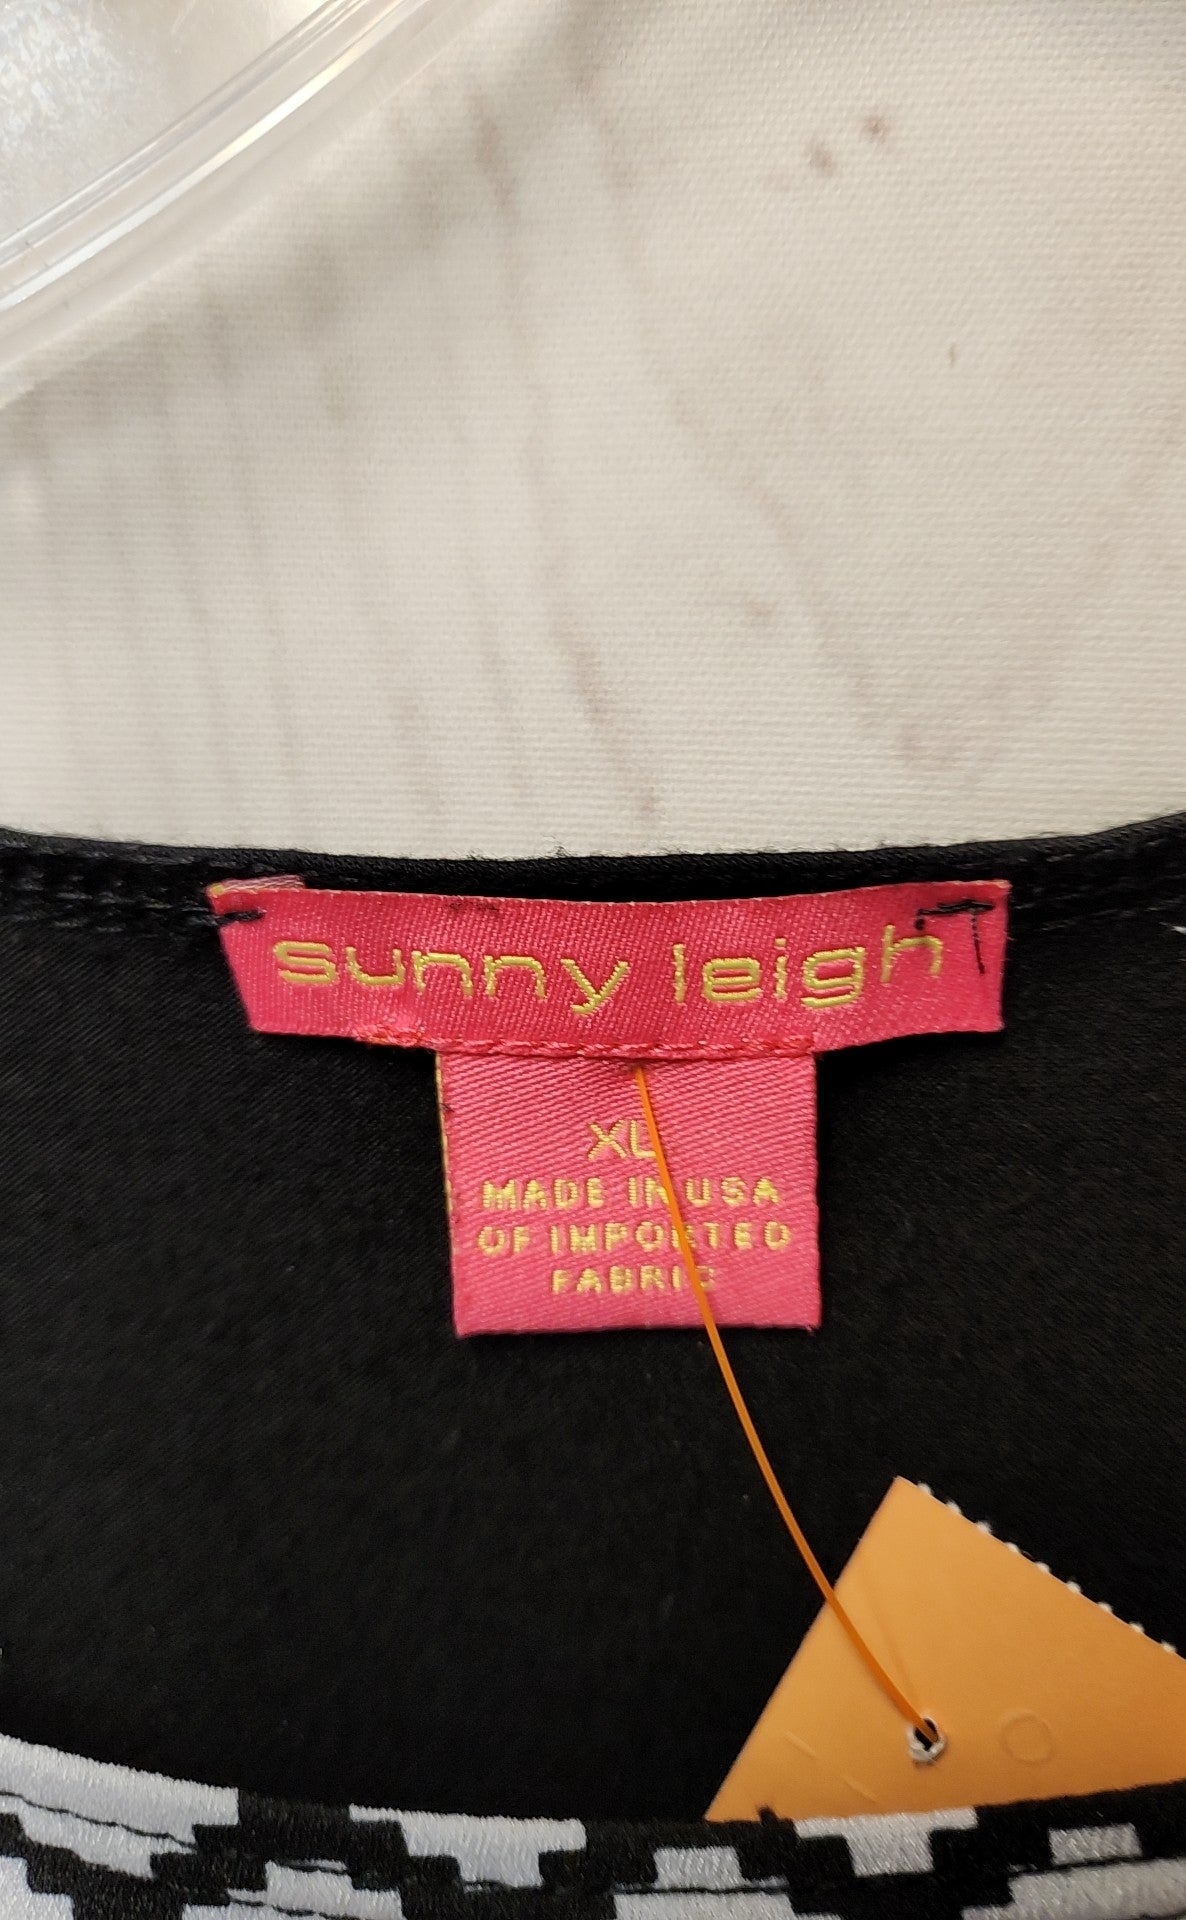 sunny leigh
XL
MADE IN USA
OF IMPORTED
FABRIC